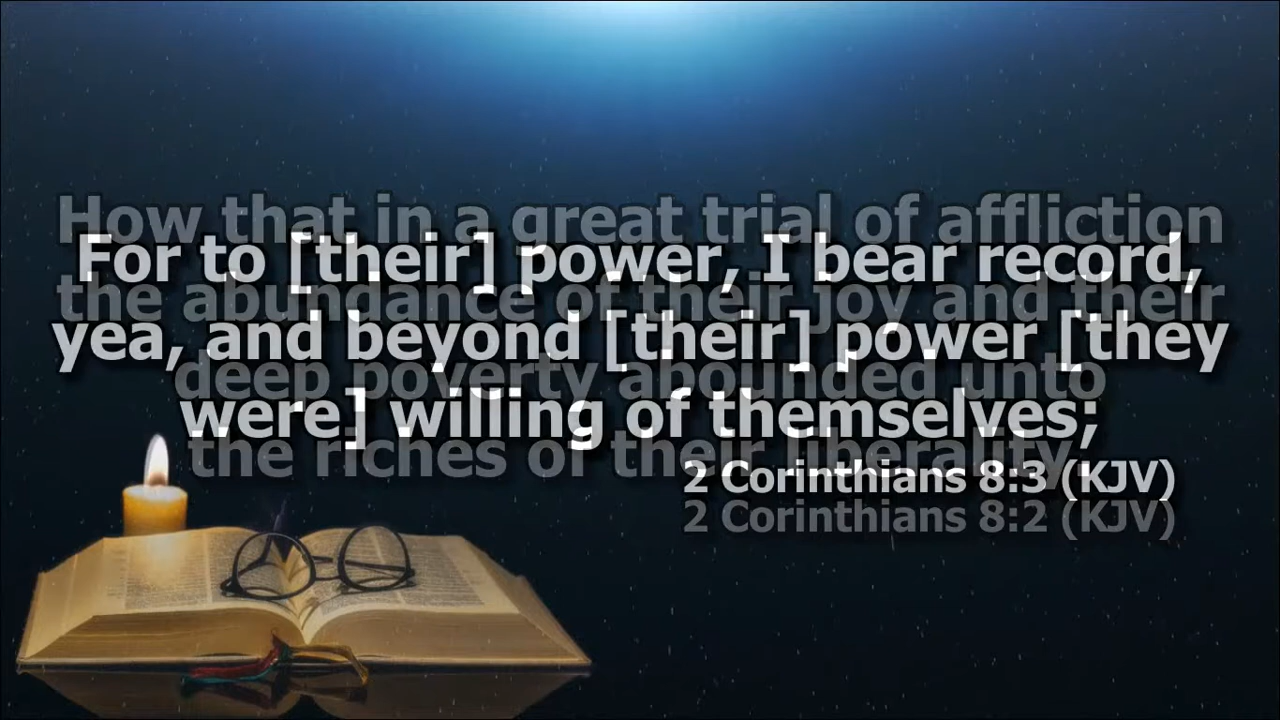 How that in a great trial of affliction
the abundance of their joy and their
deep poverty abounded unto
the riches of their liberality.
2 Corinthians 8:2 (KJV)
For to [their] power, I bear record,
yea, and beyond [their] power [they
were] willing of themselves;
2 Corinthians 8:3 (KJV)